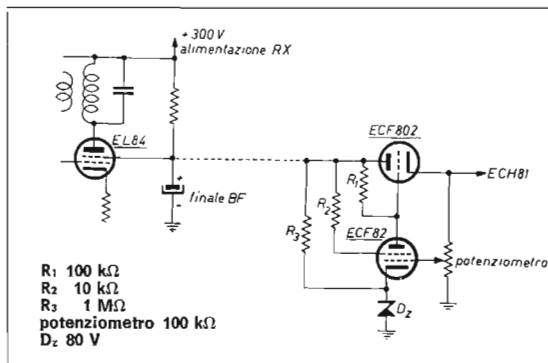 +300V
alimentazione RX
EL84
+
-
finale BF
ECF802
ECH81
R1
R2
R3
ECF82
potenziometro
Dz
R1 100 kΩ
R2 10 kΩ
R3 1 MΩ
potenziometro 100 kΩ
Dz 80 V